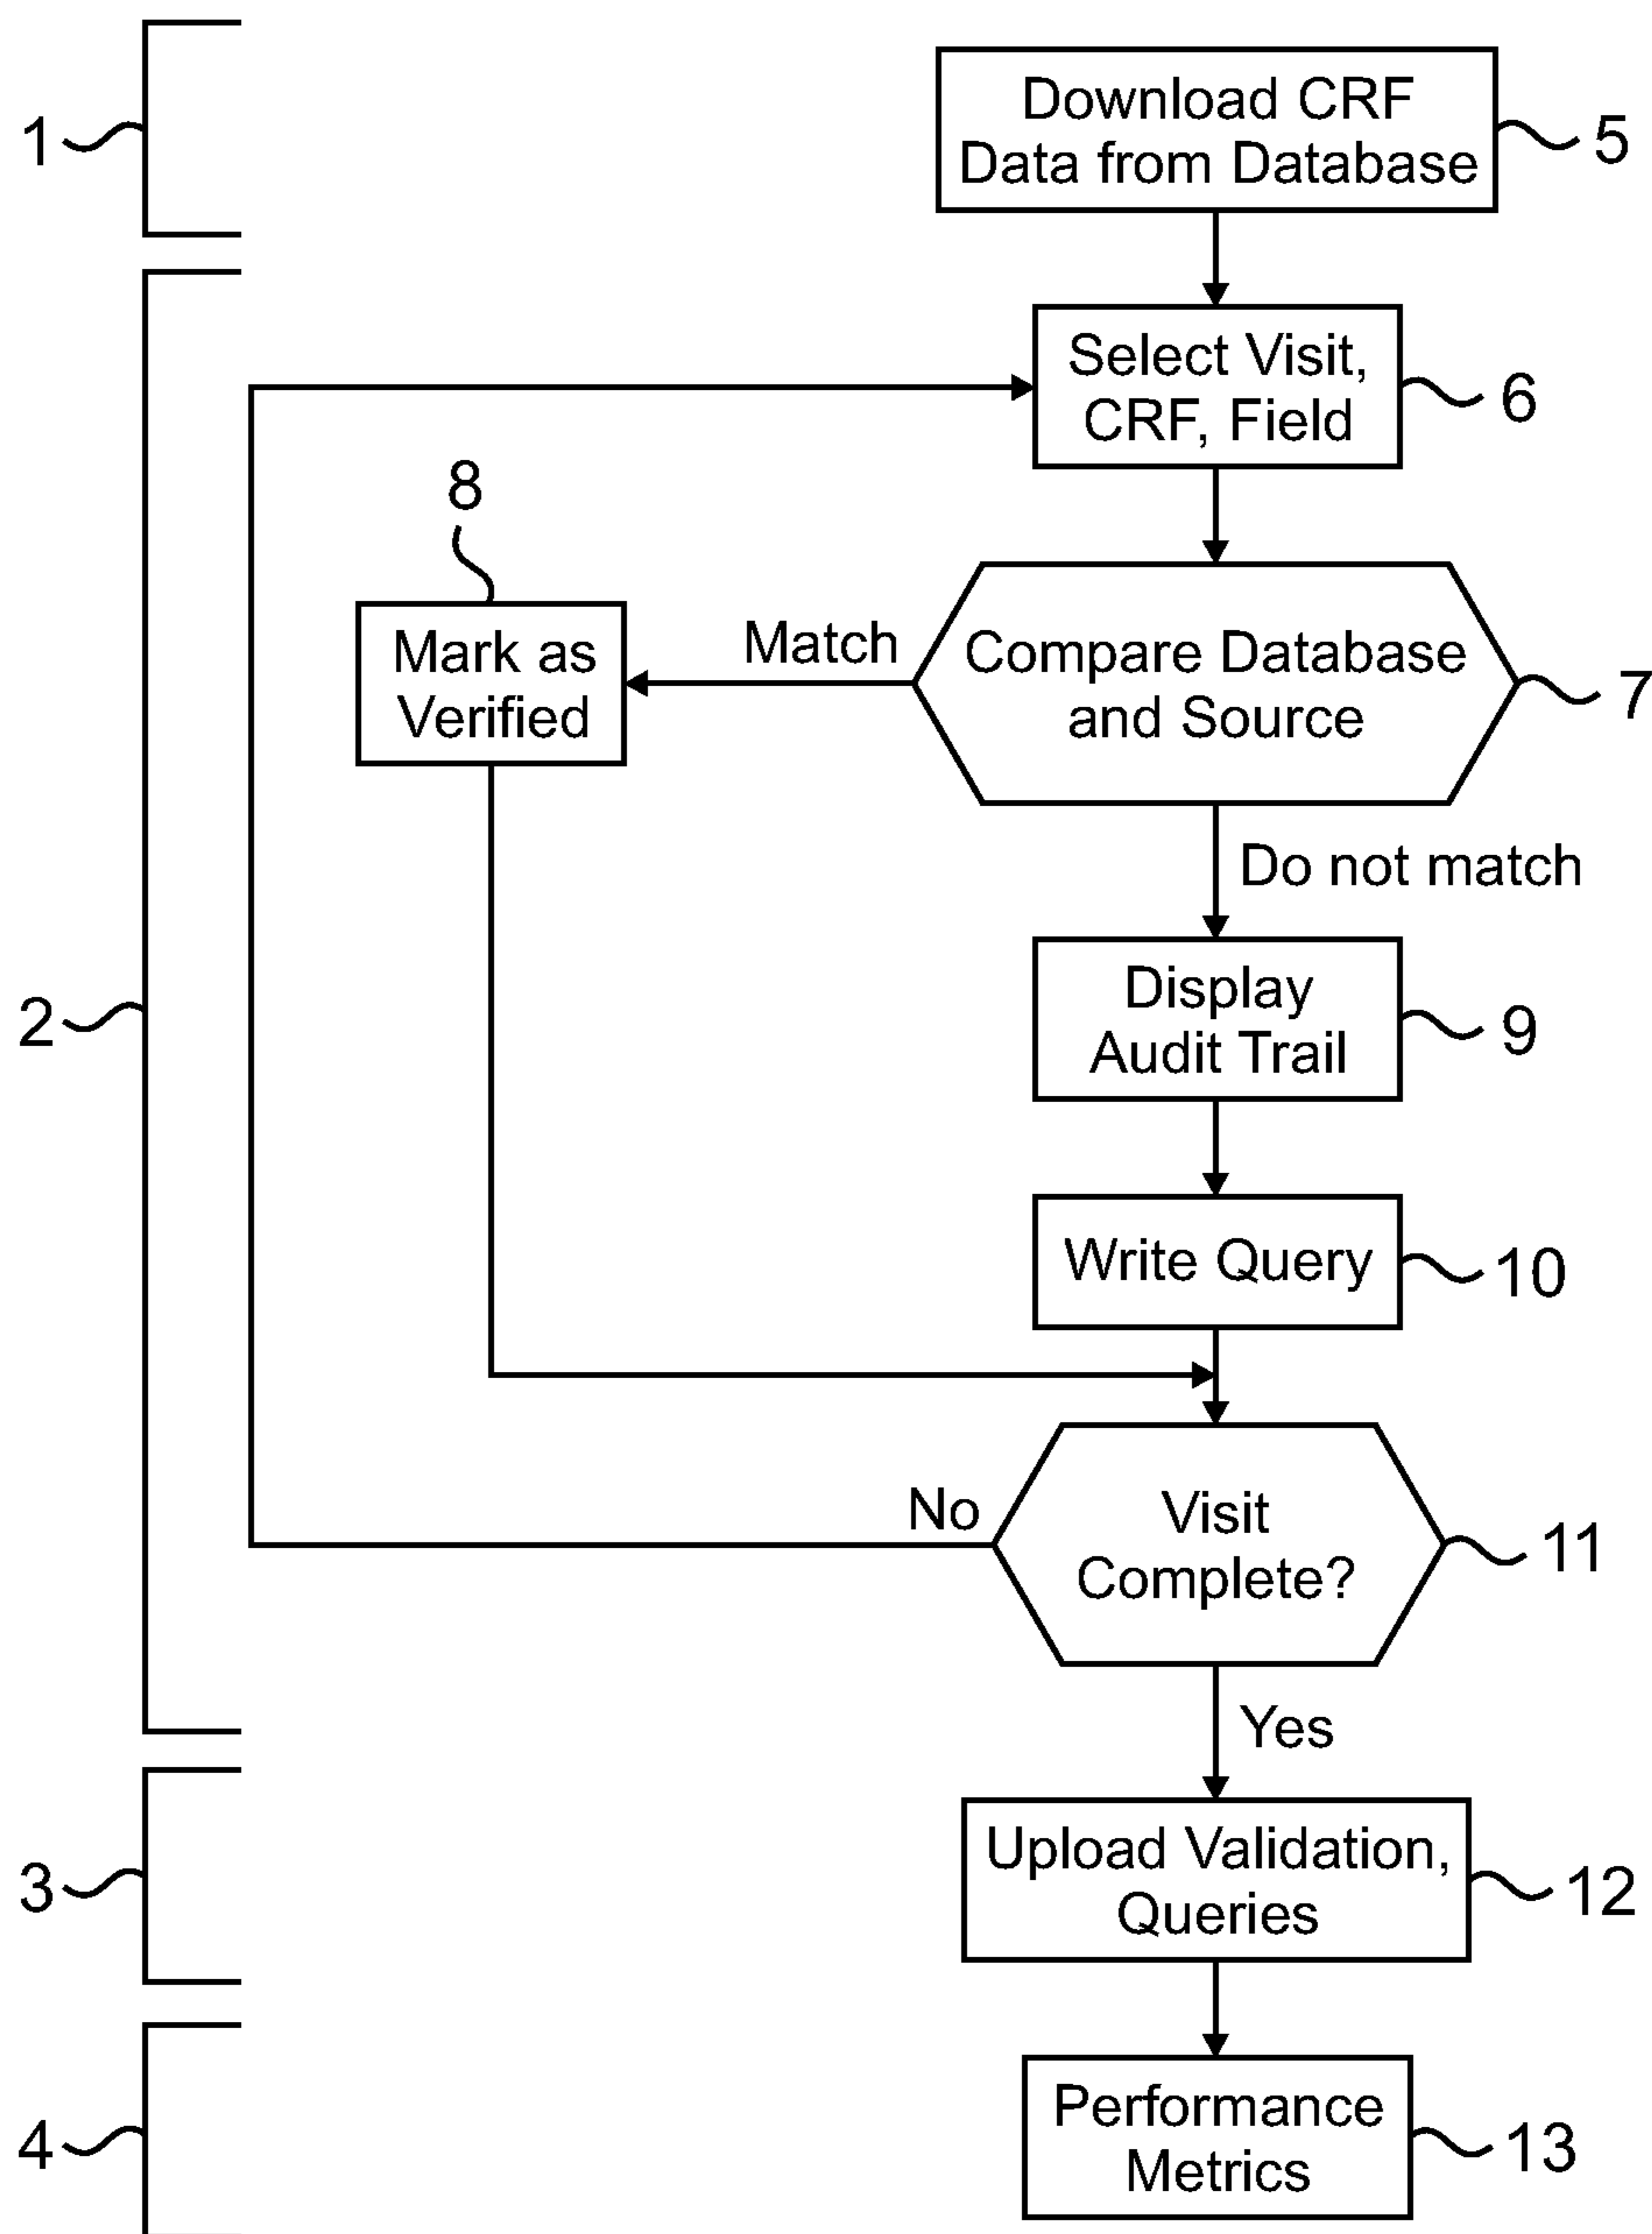 1
Download CRF
Data from Database
5
Select Visit,
CRF, Field
6
8
Mark as
Verified
Match
Compare Database
and Source
7
Do not match
2
Display
Audit Trail
9
Write Query
10
No
Visit
Complete?
11
Yes
3
Upload Validation,
Queries
12
4
Performance
Metrics
13